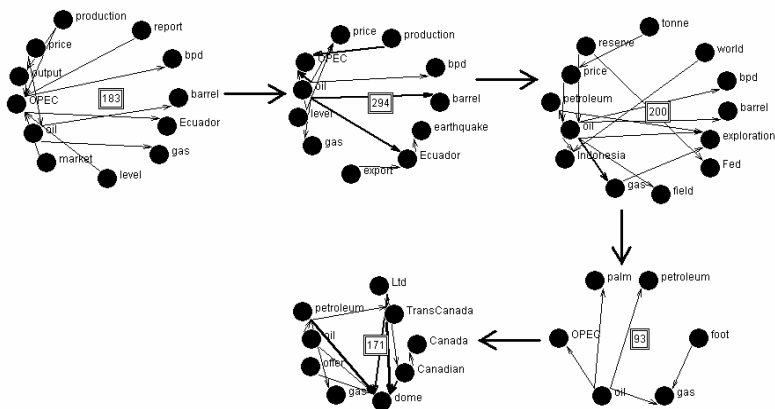 production
report
price
bpd
output
OPEC
183
barrel
oil
Ecuador
market
gas
level
price
production
OPEC
bpd
oil
294
barrel
level
earthquake
gas
Ecuador
export
tonne
reserve
world
price
bpd
petroleum
200
barrel
oil
exploration
Indonesia
Fed
gas
field
palm
petroleum
OPEC
93
foot
oil
gas
Ltd
petroleum
TransCanada
oil
171
Canada
offer
Canadian
gas
dome